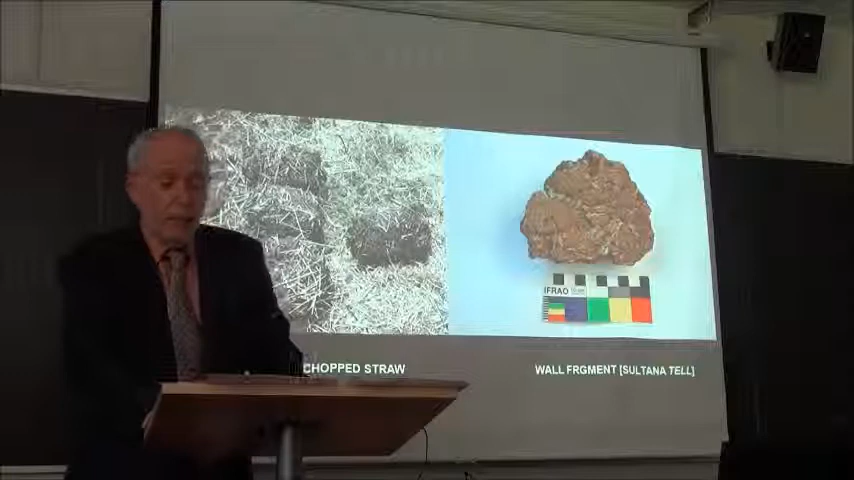 IFRAO
CHOPPED STRAW
WALL FRGMENT [SULTANA TELL]